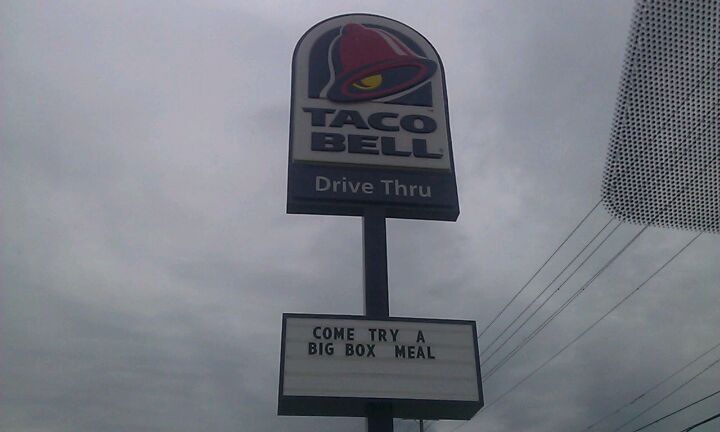 TACO
BELL
Drive Thru
COME TRY A
BIG BOX MEAL